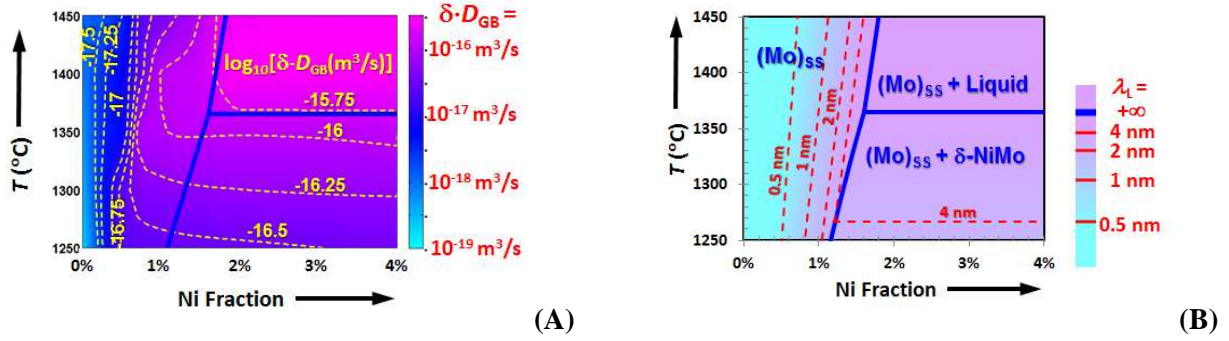 1450
1400
1350
1300
1250
T (°C)
0%
1%
2%
3%
4%
Ni Fraction
-17.5
-17.25
-17
-16.75
log₁₀[δ·D_GB(m³/s)]
-15.75
-16
-16.25
-16.5
δ·D_GB =
10⁻¹⁶ m³/s
10⁻¹⁷ m³/s
10⁻¹⁸ m³/s
10⁻¹⁹ m³/s
(A)
1450
1400
1350
1300
1250
T (°C)
0%
1%
2%
3%
4%
Ni Fraction
(Mo)ss
(Mo)ss + Liquid
(Mo)ss + δ-NiMo
0.5 nm
1 nm
2 nm
4 nm
λ_L =
+∞
4 nm
2 nm
1 nm
0.5 nm
(B)